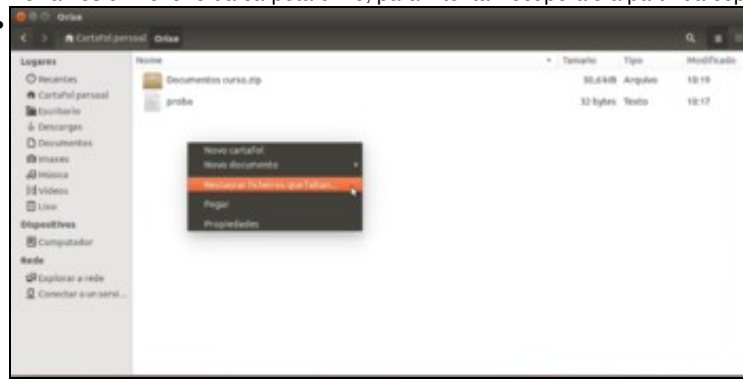 Orixe
Cartafol persoal Orixe
Lugares
Recentes
Cartafol persoal
Escritorio
Descargas
Documentos
Imaxes
Música
Vídeos
Lixo
Dispositivos
Computador
Rede
Explorar a rede
Conectar a un servi...
Nome Tamaño Tipo Modificado
Documentos curso.zip 30,6 kB Arquivo 10:19
proba 32 bytes Texto 10:17
Novo cartafol
Novo documento
Restaurar ficheiros que faltan...
Pegar
Propiedades